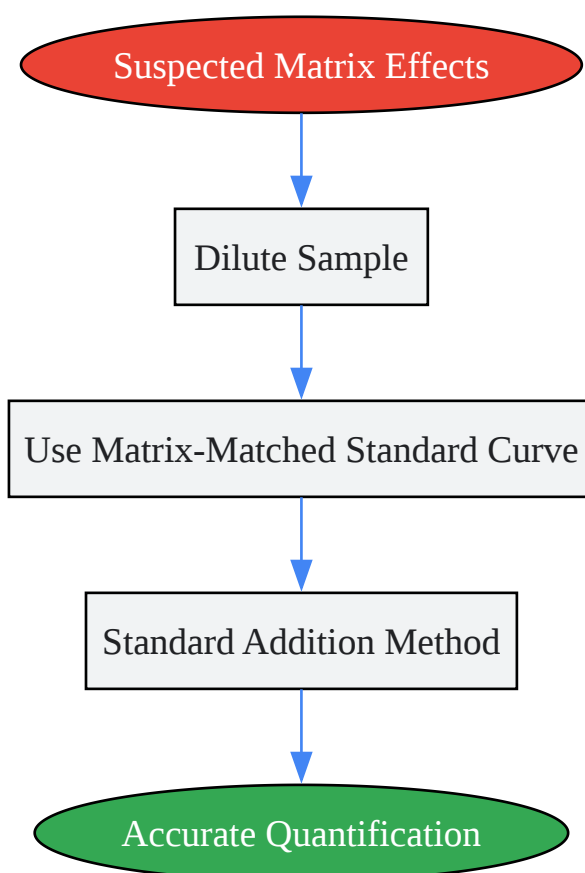 Suspected Matrix Effects
Dilute Sample
Use Matrix-Matched Standard Curve
Standard Addition Method
Accurate Quantification